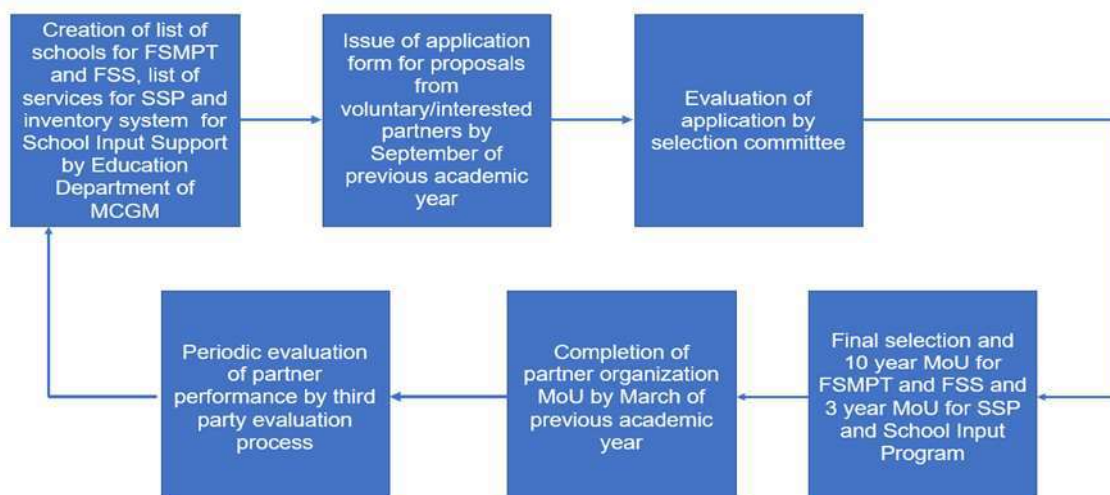 Creation of list of
schools for FSMPT
and FSS, list of
services for SSP and
inventory system for
School Input Support
by Education
Department of
MCGM
Issue of application
form for proposals
from
voluntary/interested
partners by
September of
previous academic
year
Evaluation of
application by
selection committee
Final selection and
10 year MoU for
FSMPT and FSS and
3 year MoU for SSP
and School Input
Program
Completion of
partner organization
MoU by March of
previous academic
year
Periodic evaluation
of partner
performance by third
party evaluation
process